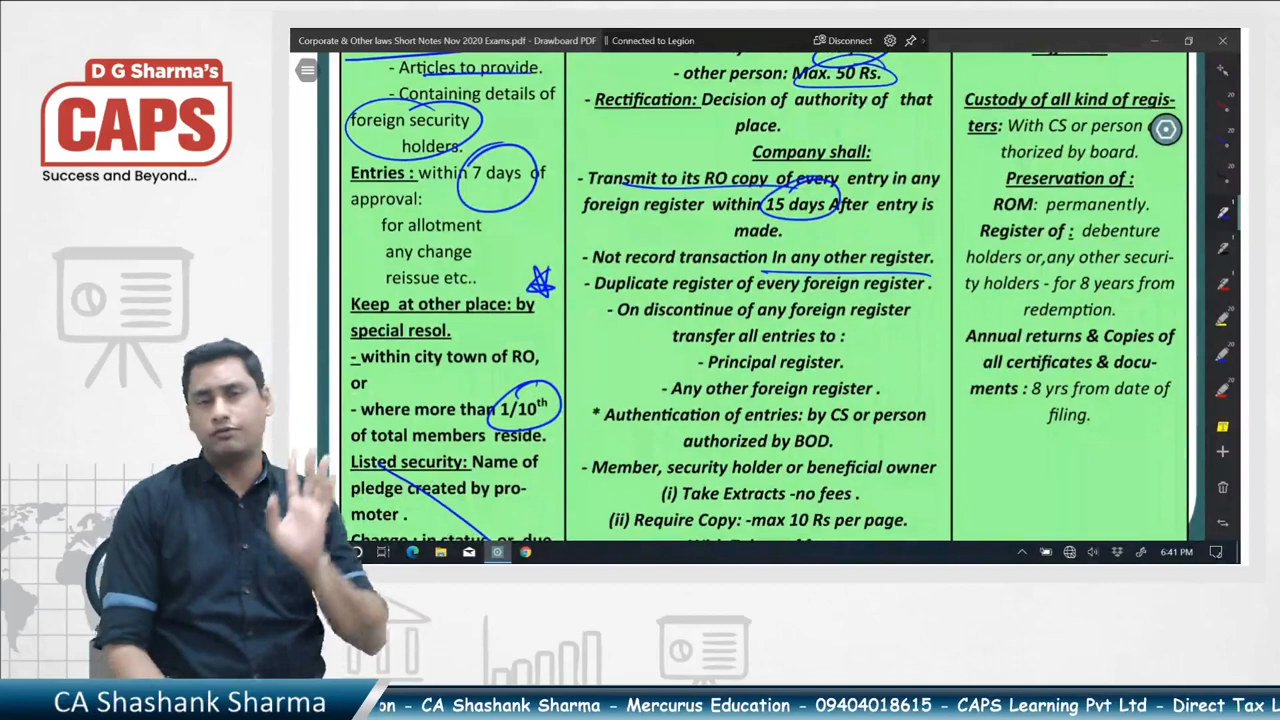 D G Sharma's
CAPS
Success and Beyond...
Corporate & Other laws Short Notes Nov 2020 Exams.pdf - Drawboard PDF
Connected to Legion
Disconnect
- Articles to provide.
- Containing details of
foreign security
holders.
Entries : within 7 days of
approval:
for allotment
any change
reissue etc..
Keep at other place: by
special resol.
- within city town of RO,
or
- where more than 1/10th
of total members reside.
Listed security: Name of
pledge created by pro-
moter .
Change : in status or due
- other person: Max. 50 Rs.
- Rectification: Decision of authority of that
place.
Company shall:
- Transmit to its RO copy of every entry in any
foreign register within 15 days After entry is
made.
- Not record transaction In any other register.
- Duplicate register of every foreign register .
- On discontinue of any foreign register
transfer all entries to :
- Principal register.
- Any other foreign register .
* Authentication of entries: by CS or person
authorized by BOD.
- Member, security holder or beneficial owner
(i) Take Extracts -no fees .
(ii) Require Copy: -max 10 Rs per page.
Custody of all kind of regis-
ters: With CS or person
thorized by board.
Preservation of :
ROM: permanently.
Register of : debenture
holders or,any other securi-
ty holders - for 8 years from
redemption.
Annual returns & Copies of
all certificates & docu-
ments : 8 yrs from date of
filing.
6:41 PM
CA Shashank Sharma
on - CA Shashank Sharma - Mercurus Education - 09404018615 - CAPS Learning Pvt Ltd - Direct Tax L